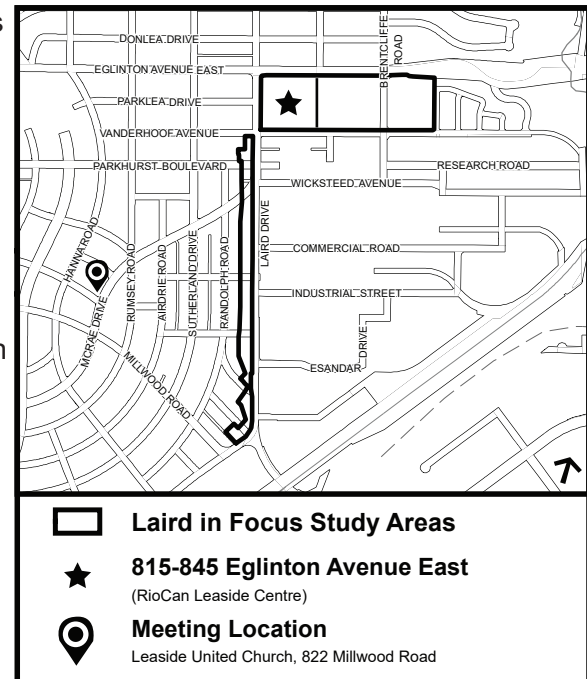 s
DONLEA DRIVE
EGLINTON AVENUE EAST
BRENTCLIFFE
ROAD
PARKLEA DRIVE
VANDERHOOF AVENUE
PARKHURST BOULEVARD
RESEARCH ROAD
WICKSTEED AVENUE
HANNA ROAD
RUMSEY ROAD
AIRDRIE ROAD
SUTHERLAND DRIVE
RANDOLPH ROAD
LAIRD DRIVE
COMMERCIAL ROAD
INDUSTRIAL STREET
MCRAE DRIVE
n
MILLWOOD ROAD
ESANDAR
DRIVE
Laird in Focus Study Areas
815-845 Eglinton Avenue East
(RioCan Leaside Centre)
Meeting Location
Leaside United Church, 822 Millwood Road